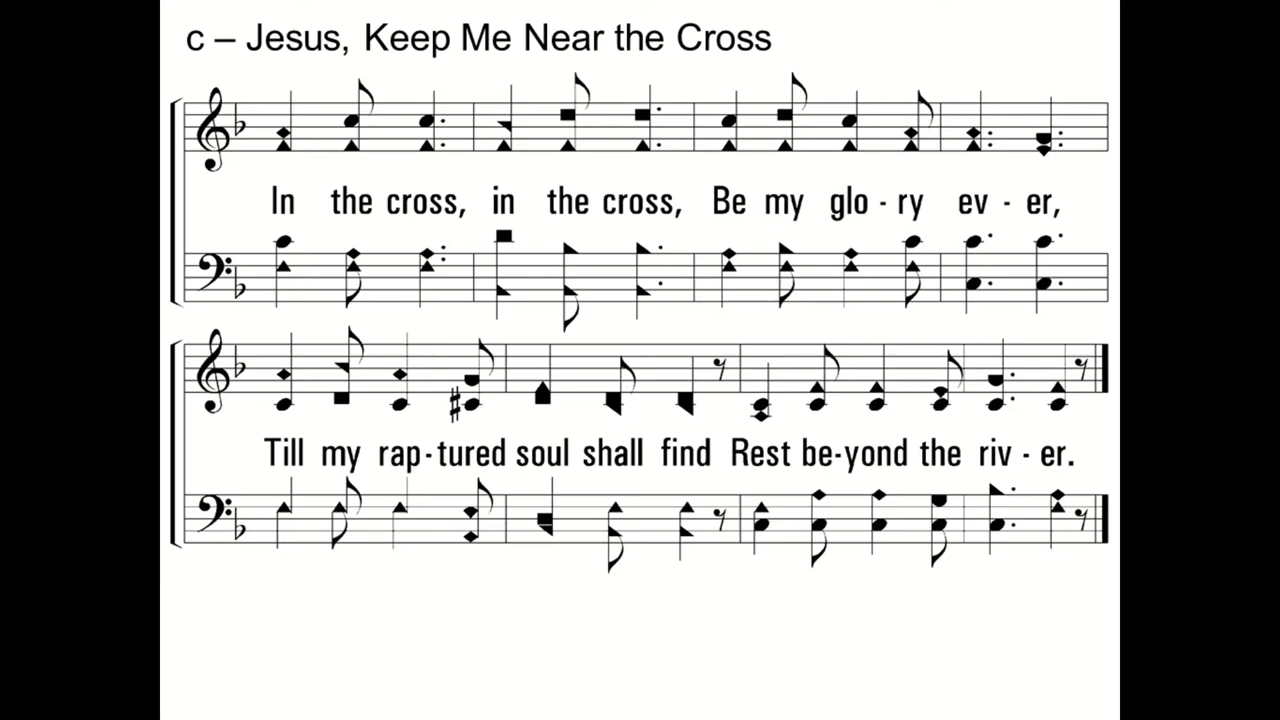 c – Jesus, Keep Me Near the Cross
In the cross, in the cross, Be my glo - ry ev - er,
Till my rap - tured soul shall find Rest be - yond the riv - er.